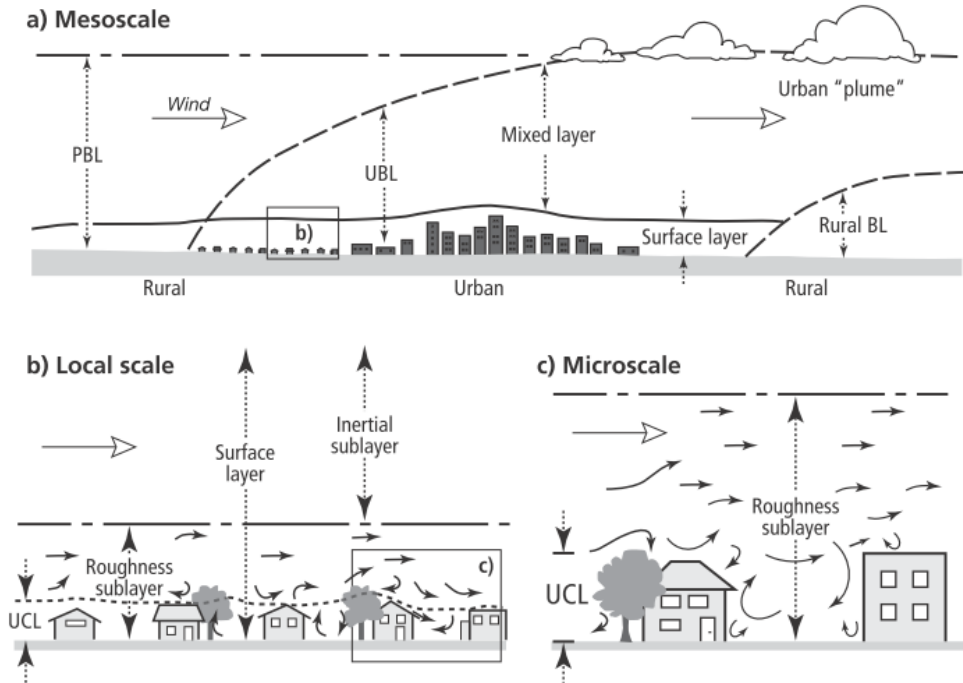 a) Mesoscale
Wind
Urban "plume"
PBL
Mixed layer
UBL
b)
Surface layer
Rural BL
Rural
Urban
Rural
b) Local scale
c) Microscale
Inertial
sublayer
Surface
layer
Roughness
sublayer
c)
UCL
Roughness
sublayer
UCL